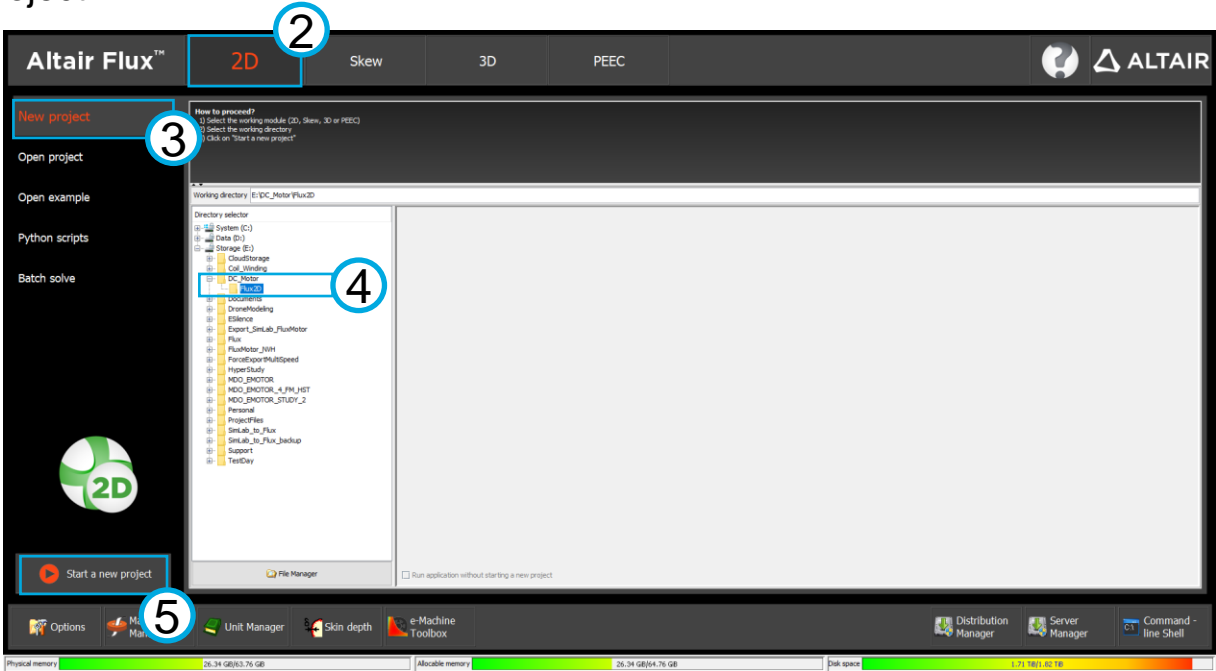 2
Altair Flux™
2D
Skew
3D
PEEC
?
ALTAIR
New project
3
How to proceed?
1) Select the working module (2D, Skew, 3D or PEEC)
Select the working directory
Click on "Start a new project"
Open project
Open example
Working directory E:\DC_Motor\Flux2D
Directory selector
System (C:)
Data (D:)
Storage (E:)
CloudStorage
Coil_Winding
DC_Motor
Flux2D
4
Documents
DroneModeling
ESilence
Export_SimLab_FluxMotor
Flux
FluxMotor_NVH
ForceExportMultiSpeed
HyperStudy
MDO_EMOTOR
MDO_EMOTOR_4_FM_HST
MDO_EMOTOR_STUDY_2
Personal
ProjectFiles
SimLab_to_Flux
SimLab_to_Flux_backup
Support
TestDay
Python scripts
Batch solve
2D
Start a new project
File Manager
Run application without starting a new project
5
Options
Unit Manager
Skin depth
e-Machine
Toolbox
Distribution
Manager
Server
Manager
Command -
line Shell
Physical memory 26.34 GB/63.76 GB
Allocable memory 26.34 GB/64.76 GB
Disk space 1.71 TB/1.82 TB